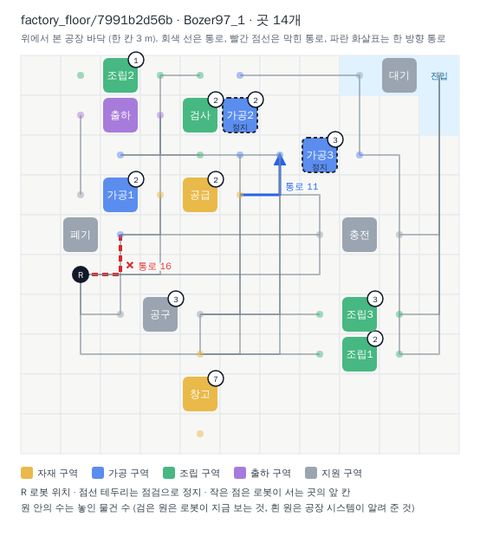 factory_floor/7991b2d56b · Bozer97_1 · 곳 14개
위에서 본 공장 바닥 (한 칸 3 m). 회색 선은 통로, 빨간 점선은 막힌 통로, 파란 화살표는 한 방향 통로
조립2 1
대기
진입
출하
검사 2
가공2 2
정지
가공3 3
정지
가공1 2
공급 2
통로 11
폐기
충전
R
✕ 통로 16
공구 3
조립3 3
조립1 2
창고 7
자재 구역
가공 구역
조립 구역
출하 구역
지원 구역
R 로봇 위치 · 점선 테두리는 점검으로 정지 · 작은 점은 로봇이 서는 곳의 앞 칸
원 안의 수는 놓인 물건 수 (검은 원은 로봇이 지금 보는 것, 흰 원은 공장 시스템이 알려 준 것)